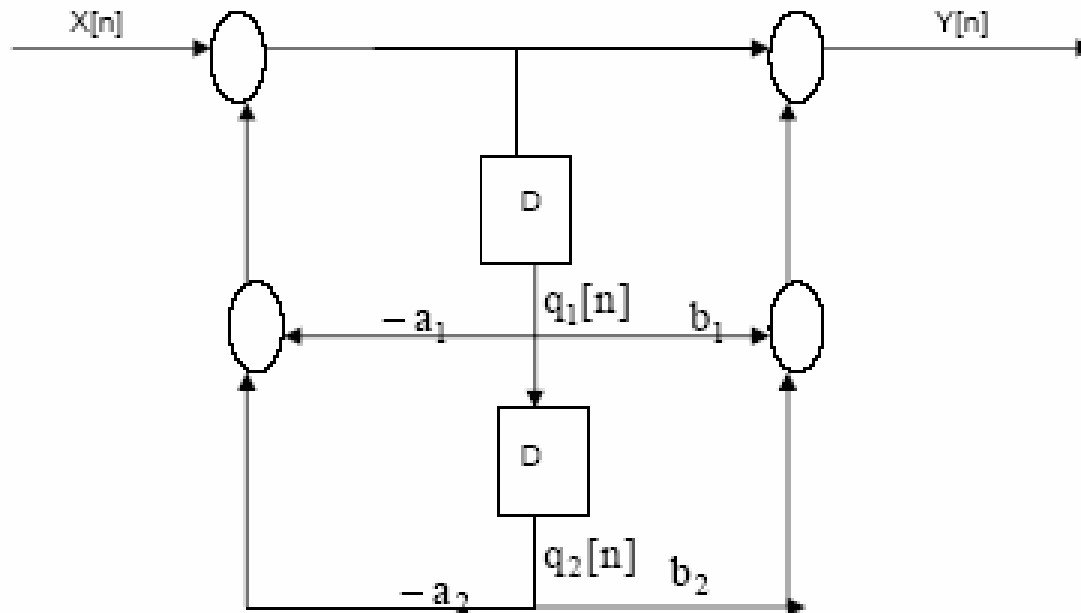 X[n] Y[n]
D
q₁[n]
– a₁ b₁
D
q₂[n]
– a₂ b₂